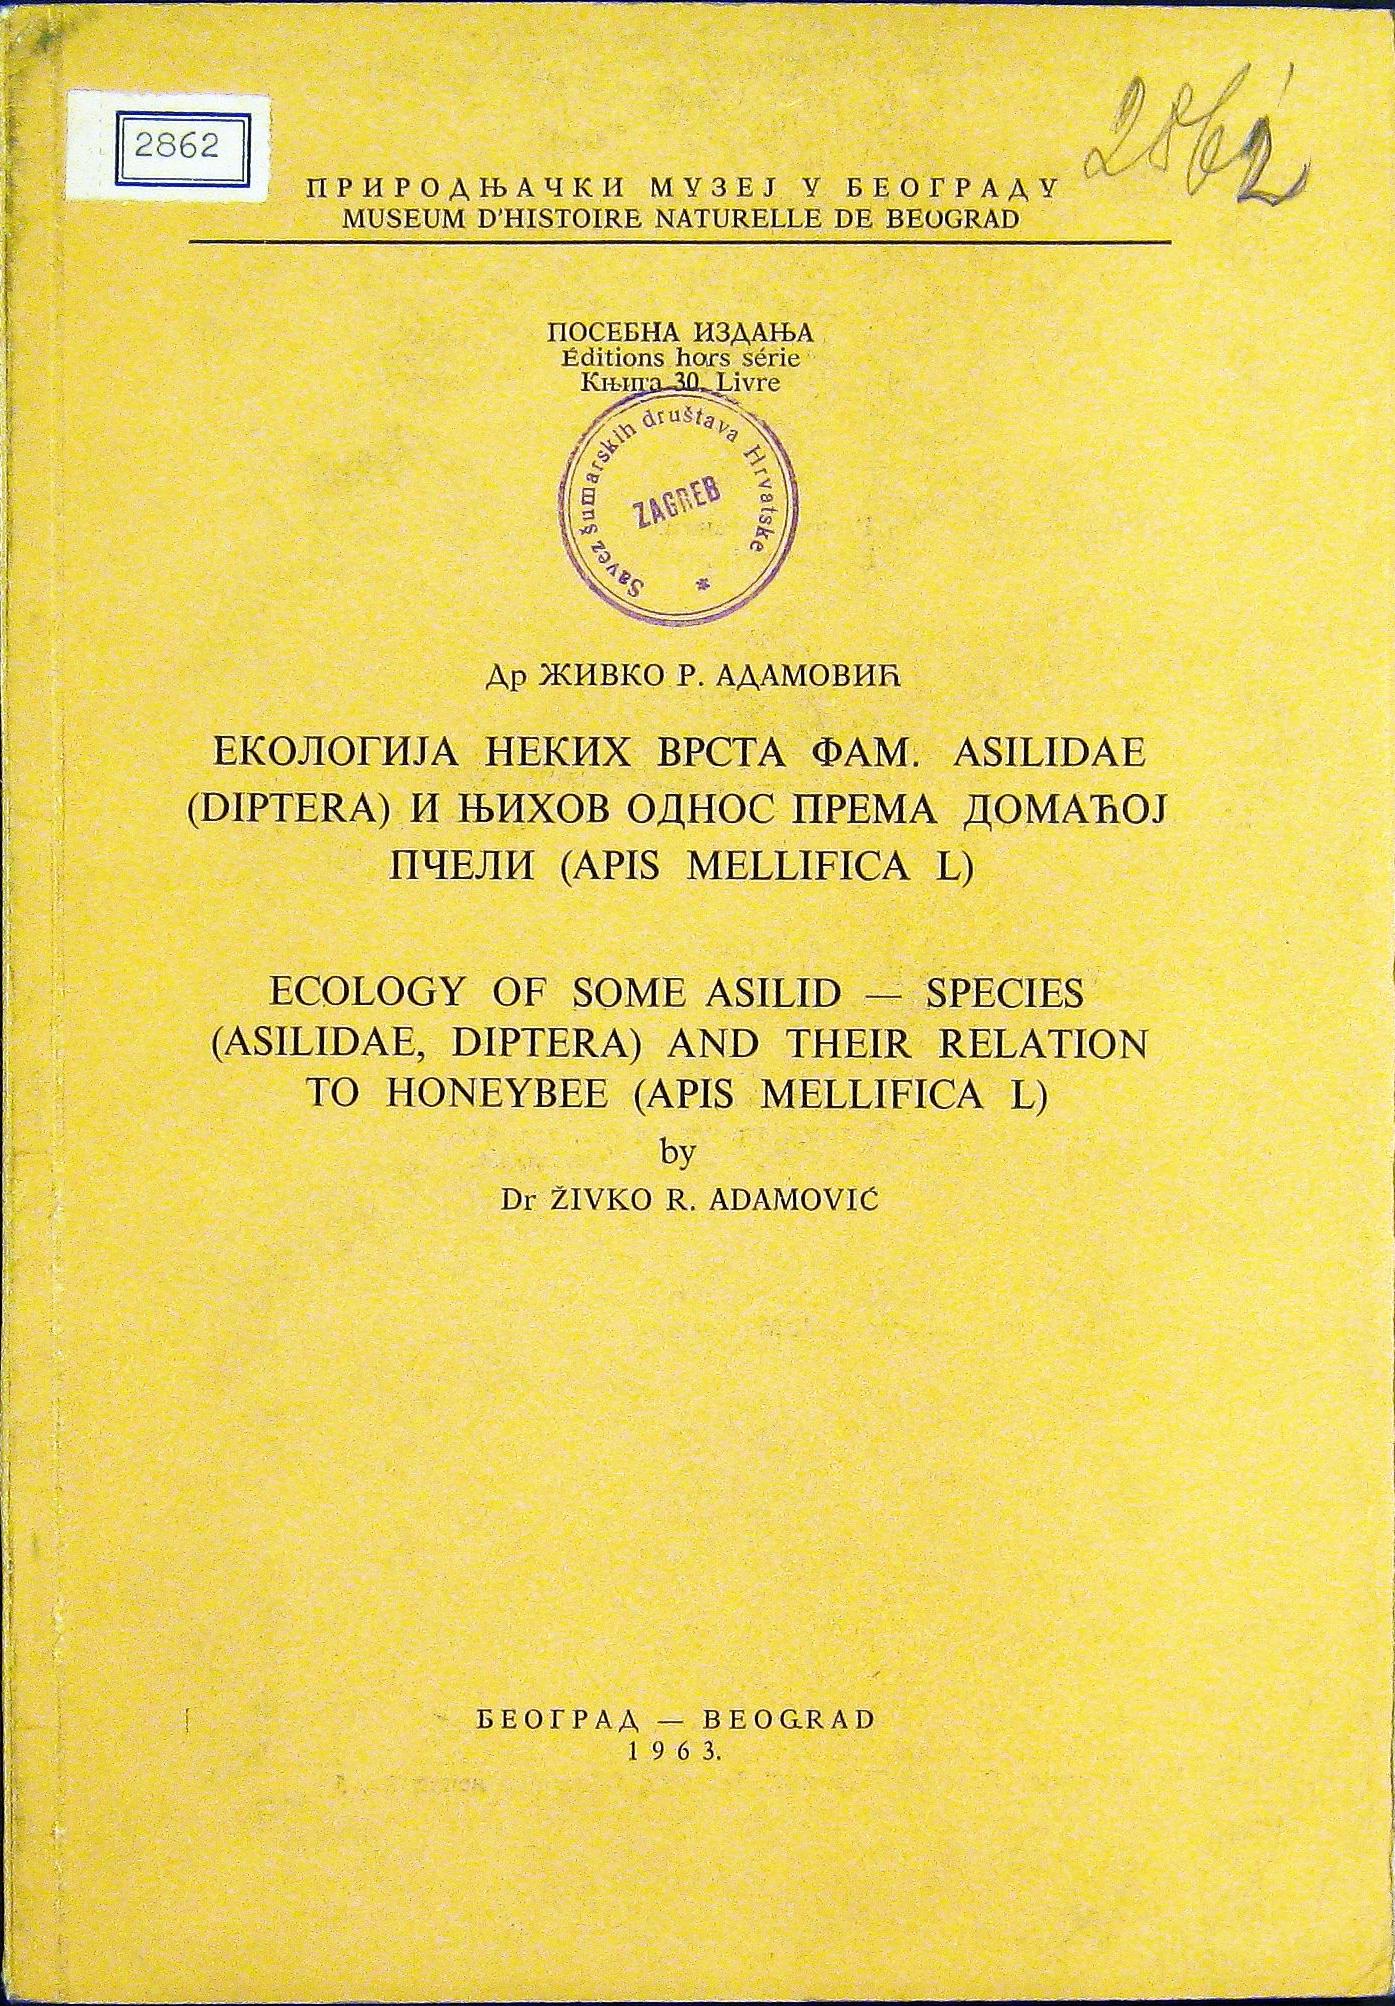 2862
2862
ПРИРОДЊАЧКИ МУЗЕЈ У БЕОГРАДУ
MUSEUM D'HISTOIRE NATURELLE DE BEOGRAD
ПОСЕБНА ИЗДАЊА
Éditions hors série
Књига 30. Livre
Savez šumarskih društava Hrvatske
ZAGREB
*
Др ЖИВКО Р. АДАМОВИЋ
ЕКОЛОГИЈА НЕКИХ ВРСТА ФАМ. ASILIDAE
(DIPTERA) И ЊИХОВ ОДНОС ПРЕМА ДОМАЋОЈ
ПЧЕЛИ (APIS MELLIFICA L)
ECOLOGY OF SOME ASILID — SPECIES
(ASILIDAE, DIPTERA) AND THEIR RELATION
TO HONEYBEE (APIS MELLIFICA L)
by
Dr ŽIVKO R. ADAMOVIĆ
БЕОГРАД — BEOGRAD
1963.